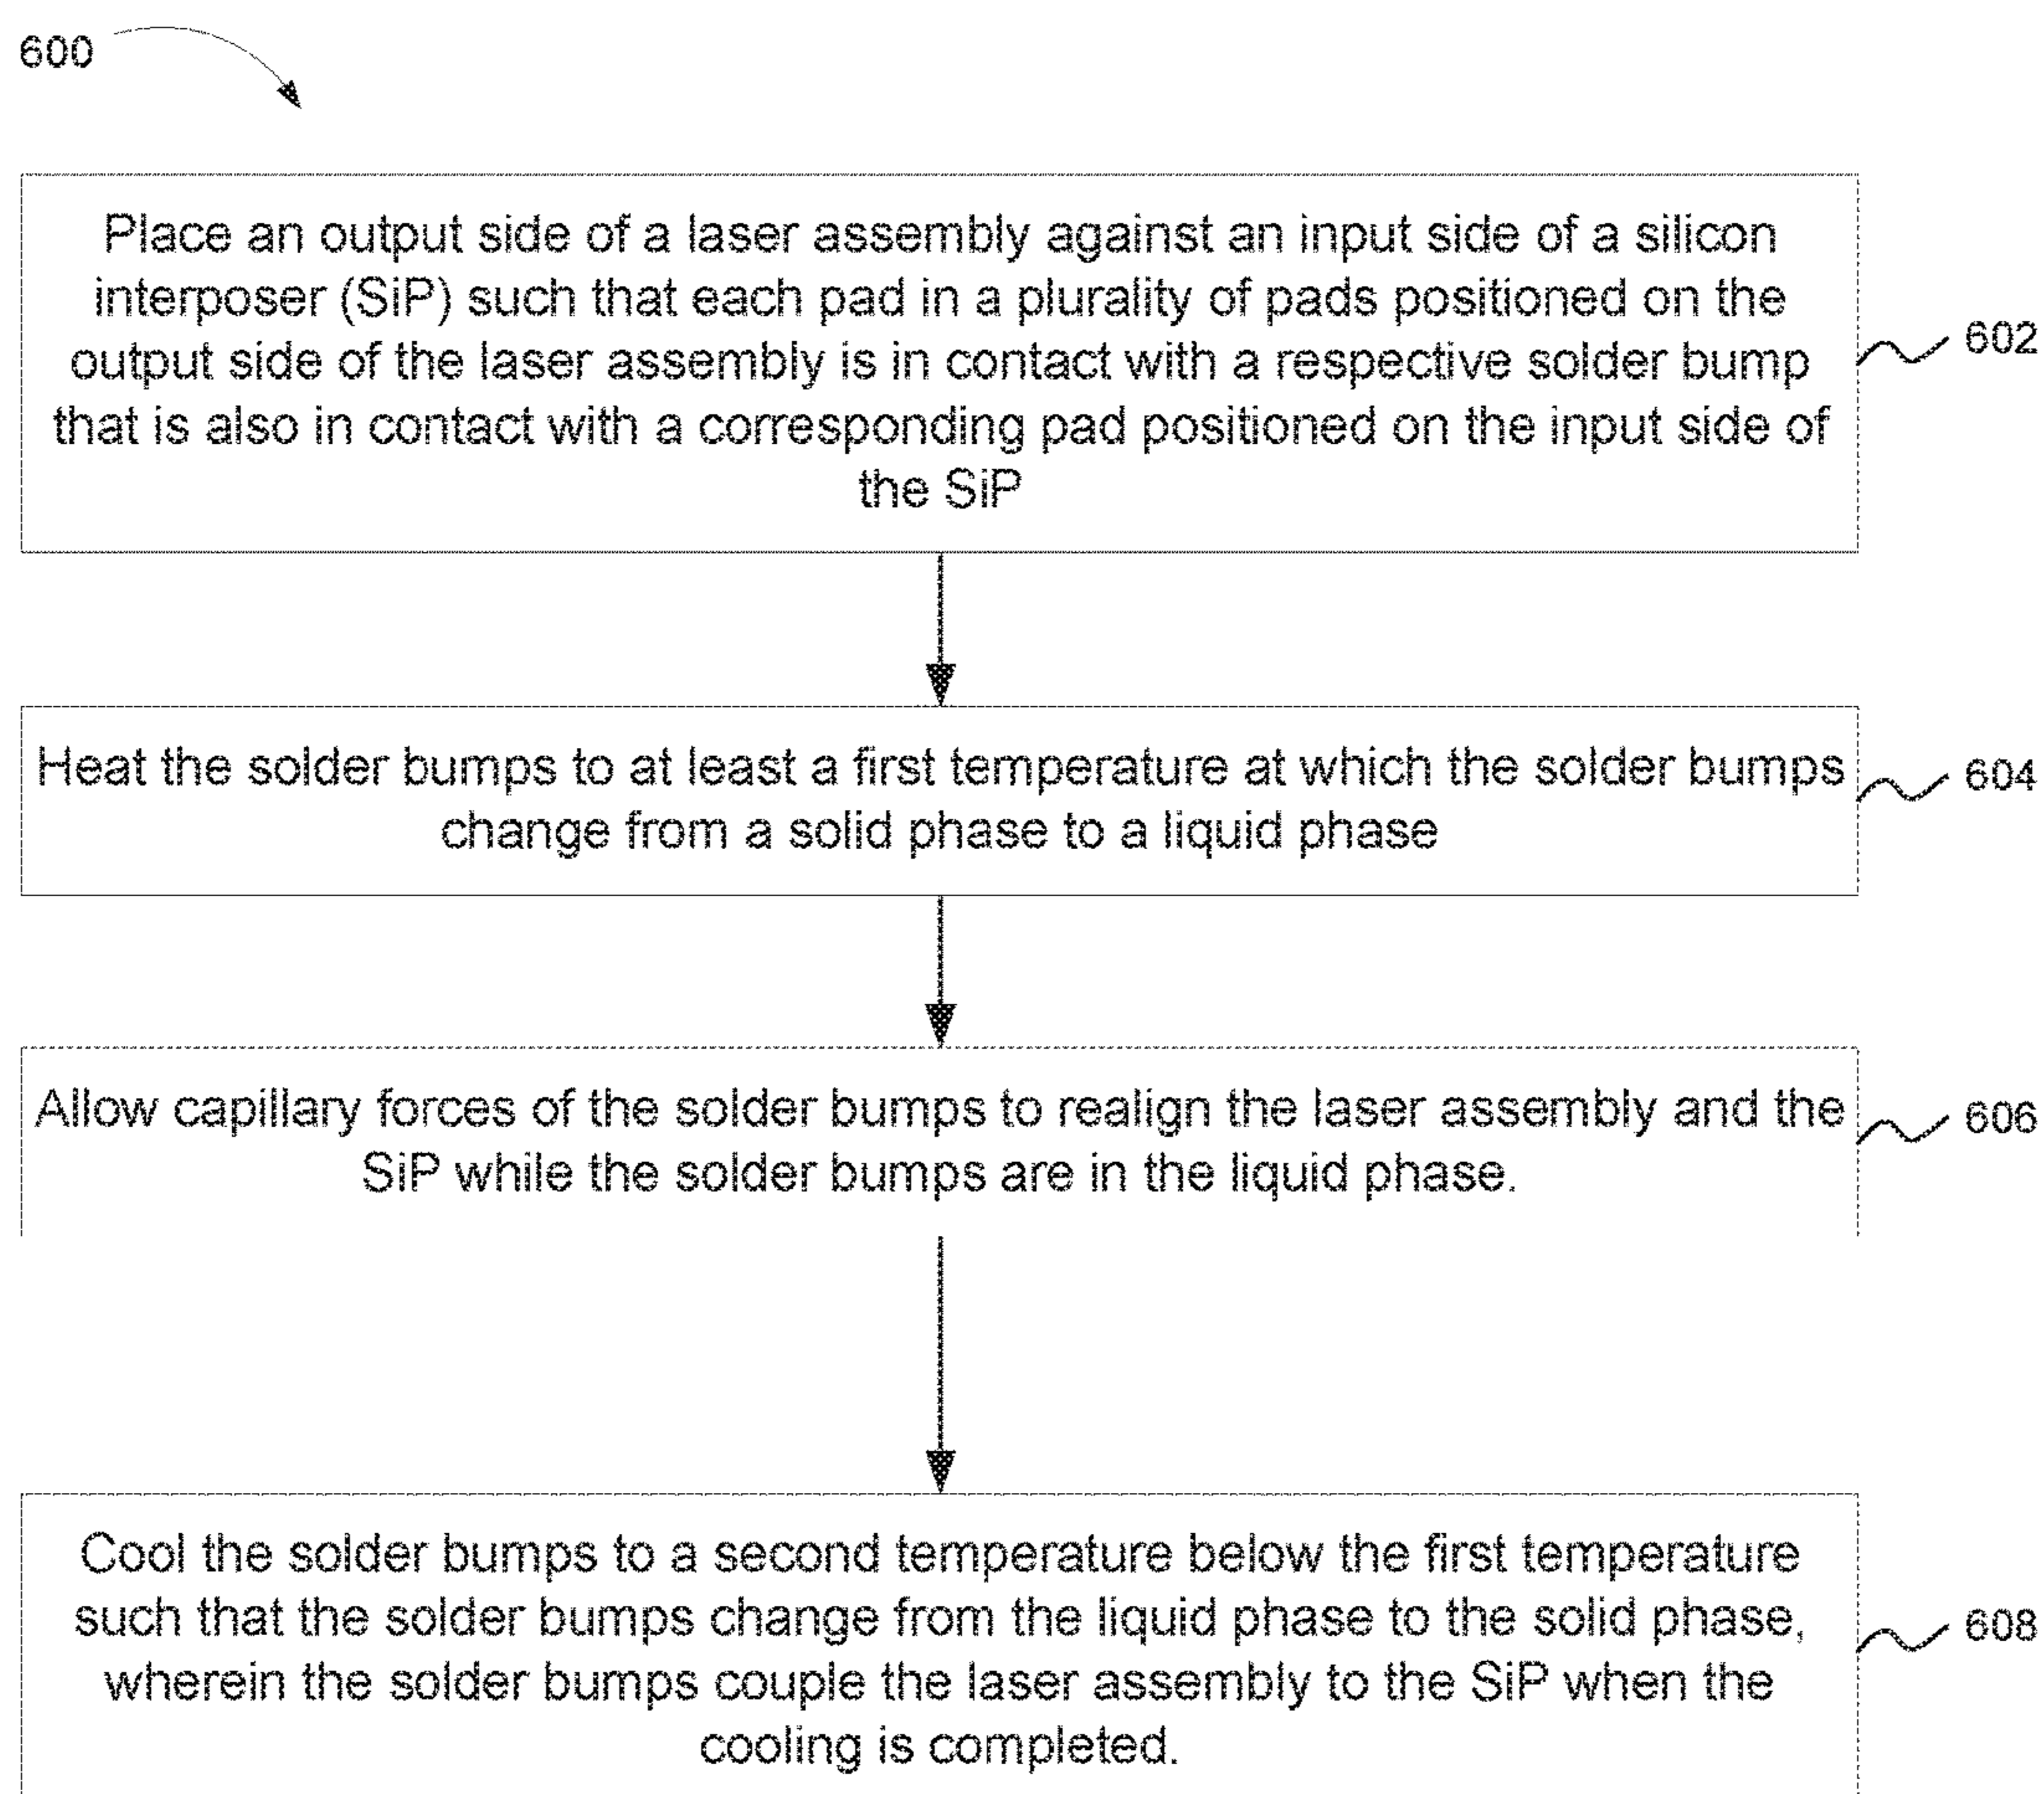 600
Place an output side of a laser assembly against an input side of a silicon
interposer (SiP) such that each pad in a plurality of pads positioned on the
output side of the laser assembly is in contact with a respective solder bump
that is also in contact with a corresponding pad positioned on the input side of
the SiP
602
Heat the solder bumps to at least a first temperature at which the solder bumps
change from a solid phase to a liquid phase
604
Allow capillary forces of the solder bumps to realign the laser assembly and the
SiP while the solder bumps are in the liquid phase.
606
Cool the solder bumps to a second temperature below the first temperature
such that the solder bumps change from the liquid phase to the solid phase,
wherein the solder bumps couple the laser assembly to the SiP when the
cooling is completed.
608